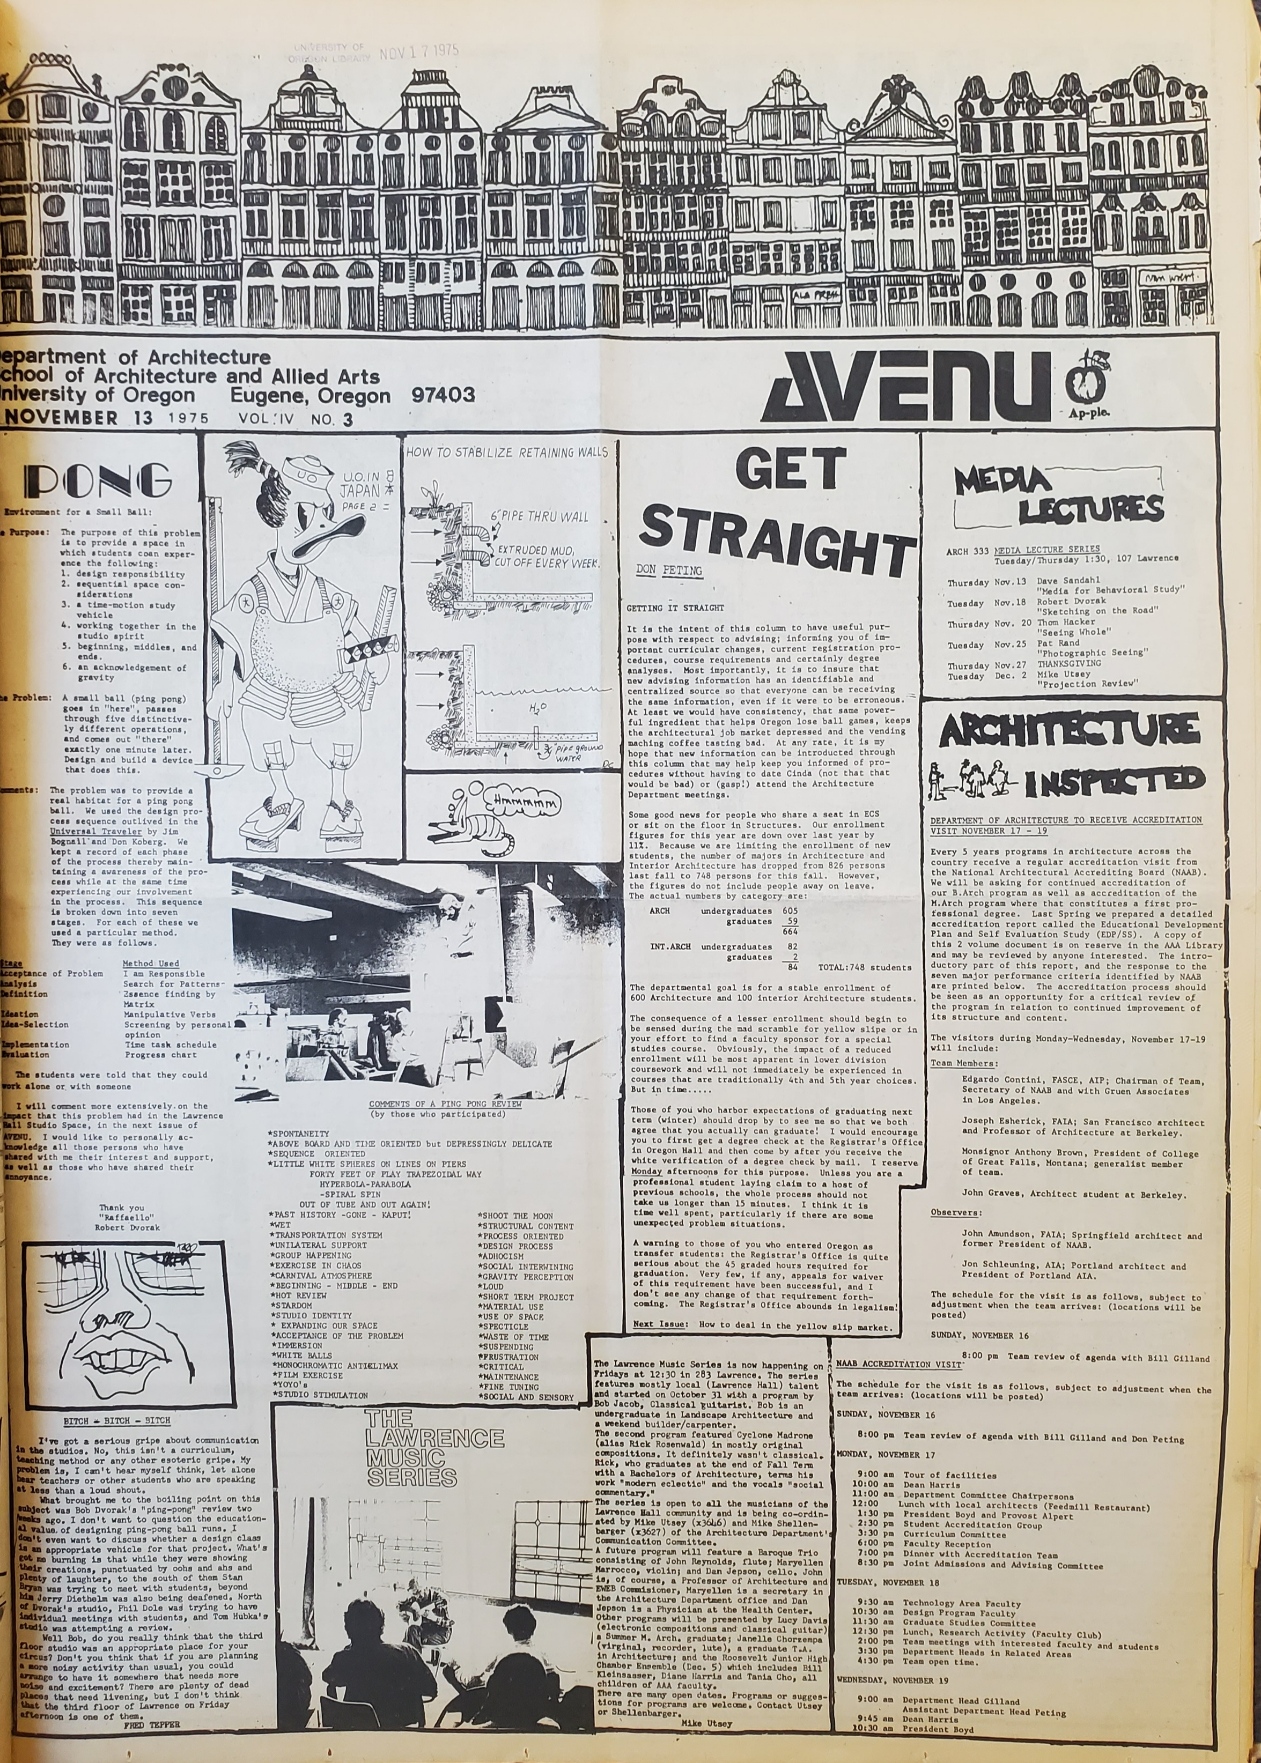 UNIVERSITY OF
OREGON LIBRARY NOV 17 1975
ALA PRESS
epartment of Architecture
chool of Architecture and Allied Arts
niversity of Oregon Eugene, Oregon 97403
NOVEMBER 13 1975 VOL. IV NO. 3
AVENU
Ap-ple.
PONG
Environment for a Small Ball:
e Purpose: The purpose of this problem
is to provide a space in
which students coan exper-
ence the following:
1. design responsibility
2. sequential space con-
siderations
3. a time-motion study
vehicle
4. working together in the
studio spirit
5. beginning, middles, and
ends.
6. an acknowledgement of
gravity
e Problem: A small ball (ping pong)
goes in "here", passes
through five distinctive-
ly different operations,
and comes out "there"
exactly one minute later.
Design and build a device
that does this.
mments: The problem was to provide a
real habitat for a ping pong
ball. We used the design pro-
cess sequence outlived in the
Universal Traveler by Jim
Bognall and Don Koberg. We
kept a record of each phase
of the process thereby main-
taining a awareness of the pro-
cess while at the same time
experiencing our involvement
in the process. This sequence
is broken down into seven
stages. For each of these we
used a particular method.
They were as follows.
Stage Method Used
Acceptance of Problem I am Responsible
Analysis Search for Patterns-
Definition Zssence finding by
Matrix
Ideation Manipulative Verbs
Idea-Selection Screening by personal
opinion
Implementation Time task schedule
Evaluation Progress chart
The students were told that they could
work alone or with someone
I will comment more extensively on the
impact that this problem had in the Lawrence
Hall Studio Space, in the next issue of
AVENU. I would like to personally ac-
knowledge all those persons who have
shared with me their interest and support,
as well as those who have shared their
annoyance.
Thank you
"Raffaello"
Robert Dvorak
BITCH - BITCH - BITCH
I've got a serious gripe about communication
in the studios. No, this isn't a curriculum,
teaching method or any other esoteric gripe. My
problem is, I can't hear myself think, let alone
hear teachers or other students who are speaking
at less than a loud shout.
What brought me to the boiling point on this
subject was Bob Dvorak's "ping-pong" review two
weeks ago. I don't want to question the education-
al value of designing ping-pong ball runs. I
don't even want to discuss whether a design class
is an appropriate vehicle for that project. What's
got me burning is that while they were showing
their creations, punctuated by oohs and ahs and
plenty of laughter, to the south of them Stan
Bryan was trying to meet with students, beyond
him Jerry Diethelm was also being deafened. North
of Dvorak's studio, Phil Dole was trying to have
individual meetings with students, and Tom Hubka's
studio was attempting a review.
Well Bob, do you really think that the third
floor studio was an appropriate place for your
circus? Don't you think that if you are planning
a more noisy activity than usual, you could
arrange to have it somewhere that needs more
noise and excitement? There are plenty of dead
places that need livening, but I don't think
that the third floor of Lawrence on Friday
afternoon is one of them.
FRED TEPPER
U.O. IN 日
JAPAN 本
PAGE 2 =
HOW TO STABILIZE RETAINING WALLS
6" PIPE THRU WALL
EXTRUDED MUD,
CUT OFF EVERY WEEK.
H2O
3" PIPE GROUND
WATER
Hmmmmm
COMMENTS OF A PING PONG REVIEW
(by those who participated)
*SPONTANEITY
*ABOVE BOARD AND TIME ORIENTED but DEPRESSINGLY DELICATE
*SEQUENCE ORIENTED
*LITTLE WHITE SPHERES ON LINES ON PIERS
FORTY FEET OF PLAY TRAPEZOIDAL WAY
HYPERBOLA-PARABOLA
-SPIRAL SPIN
OUT OF TUBE AND OUT AGAIN!
*PAST HISTORY -GONE - KAPUT!
*WET
*TRANSPORTATION SYSTEM
*UNILATERAL SUPPORT
*GROUP HAPPENING
*EXERCISE IN CHAOS
*CARNIVAL ATMOSPHERE
*BEGINNING - MIDDLE - END
*HOT REVIEW
*STARDOM
*STUDIO IDENTITY
* EXPANDING OUR SPACE
*ACCEPTANCE OF THE PROBLEM
*IMMERSION
*WHITE BALLS
*MONOCHROMATIC ANTICLIMAX
*FILM EXERCISE
*YOYO's
*STUDIO STIMULATION
*SHOOT THE MOON
*STRUCTURAL CONTENT
*PROCESS ORIENTED
*DESIGN PROCESS
*ADHOCISM
*SOCIAL INTERWINING
*GRAVITY PERCEPTION
*LOUD
*SHORT TERM PROJECT
*MATERIAL USE
*USE OF SPACE
*SPECTICLE
*WASTE OF TIME
*SUSPENDING
*FRUSTRATION
*CRITICAL
*MAINTENANCE
*FINE TUNING
*SOCIAL AND SENSORY
THE
LAWRENCE
MUSIC
SERIES
The Lawrence Music Series is now happening on
Fridays at 12:30 in 283 Lawrence. The series
features mostly local (Lawrence Hall) talent
and started on October 31 with a program by
Bob Jacob, Classical guitarist. Bob is an
undergraduate in Landscape Architecture and
a weekend builder/carpenter.
The second program featured Cyclone Madrone
(alias Rick Rosenwald) in mostly original
compositions. It definitely wasn't classical.
Rick, who graduates at the end of Fall Term
with a Bachelors of Architecture, terms his
work "modern eclectic" and the vocals "social
commentary."
The series is open to all the musicians of the
Lawrence Hall community and is being co-ordin-
ated by Mike Utsey (x3646) and Mike Shellen-
barger (x3627) of the Architecture Department's
Communication Committee.
A future program will feature a Baroque Trio
consisting of John Reynolds, flute; Maryellen
Marrocco, violin; and Dan Jepson, cello. John
is, of course, a Professor of Architecture and
EWEB Commisioner, Maryellen is a secretary in
the Architecture Department office and Dan
Jepson is a Physician at the Health Center.
Other programs will be presented by Lucy Davis
(electronic compositions and classical guitar)
a Summer M. Arch, graduate; Janelle Chorzempa
(virginal, recorder, lute), a graduate T.A.
in Architecture; and the Roosevelt Junior High
Chamber Ensemble (Dec. 5) which includes Bill
Kleinsasser, Diane Harris and Tania Cho, all
children of AAA faculty.
There are many open dates. Programs or sugges-
tions for programs are welcome. Contact Utsey
or Shellenbarger.
Mike Utsey
GET
STRAIGHT
DON PETING
GETTING IT STRAIGHT
It is the intent of this column to have useful pur-
pose with respect to advising; informing you of im-
portant curricular changes, current registration pro-
cedures, course requirements and certainly degree
analyses. Most importantly, it is to insure that
new advising information has an identifiable and
centralized source so that everyone can be receiving
the same information, even if it were to be erroneous.
At least we would have consistency, that same power-
ful ingredient that helps Oregon lose ball games, keeps
the architectural job market depressed and the vending
maching coffee tasting bad. At any rate, it is my
hope that new information can be introducted through
this column that may help keep you informed of pro-
cedures without having to date Cinda (not that that
would be bad) or (gasp!) attend the Architecture
Department meetings.
Some good news for people who share a seat in ECS
or sit on the floor in Structures. Our enrollment
figures for this year are down over last year by
11%. Because we are limiting the enrollment of new
students, the number of majors in Architecture and
Interior Architecture has dropped from 826 persons
last fall to 748 persons for this fall. However,
the figures do not include people away on leave.
The actual numbers by category are:
ARCH undergraduates 605
graduates 59
664
INT.ARCH undergraduates 82
graduates 2
84 TOTAL:748 students
The departmental goal is for a stable enrollment of
600 Architecture and 100 interior Architecture students.
The consequence of a lesser enrollment should begin to
be sensed during the mad scramble for yellow slips or in
your effort to find a faculty sponsor for a special
studies course. Obviously, the impact of a reduced
enrollment will be most apparent in lower division
coursework and will not immediately be experienced in
courses that are traditionally 4th and 5th year choices.
But in time.....
Those of you who harbor expectations of graduating next
term (winter) should drop by to see me so that we both
agree that you actually can graduate! I would encourage
you to first get a degree check at the Registrar's Office
in Oregon Hall and then come by after you receive the
white verification of a degree check by mail. I reserve
Monday afternoons for this purpose. Unless you are a
professional student laying claim to a host of
previous schools, the whole process should not
take us longer than 15 minutes. I think it is
time well spent, particularly if there are some
unexpected problem situations.
A warning to those of you who entered Oregon as
transfer students: the Registrar's Office is quite
serious about the 45 graded hours required for
graduation. Very few, if any, appeals for waiver
of this requirement have been successful, and I
don't see any change of that requirement forth-
coming. The Registrar's Office abounds in legalism!
Next Issue: How to deal in the yellow slip market.
MEDIA
LECTURES
ARCH 333 MEDIA LECTURE SERIES
Tuesday/Thursday 1:30, 107 Lawrence
Thursday Nov.13 Dave Sandahl
"Media for Behavioral Study"
Tuesday Nov.18 Robert Dvorak
"Sketching on the Road"
Thursday Nov. 20 Thom Hacker
"Seeing Whole"
Tuesday Nov.25 Pat Rand
"Photographic Seeing"
Thursday Nov.27 THANKSGIVING
Tuesday Dec. 2 Mike Utsey
"Projection Review"
ARCHITECTURE
INSPECTED
DEPARTMENT OF ARCHITECTURE TO RECEIVE ACCREDITATION
VISIT NOVEMBER 17 - 19
Every 5 years programs in architecture across the
country receive a regular accreditation visit from
the National Architectural Accrediting Board (NAAB).
We will be asking for continued accreditation of
our B.Arch program as well as accreditation of the
M.Arch program where that constitutes a first pro-
fessional degree. Last Spring we prepared a detailed
accreditation report called the Educational Development
Plan and Self Evaluation Study (EDP/SS). A copy of
this 2 volume document is on reserve in the AAA Library
and may be reviewed by anyone interested. The intro-
ductory part of this report, and the response to the
seven major performance criteria identified by NAAB
are printed below. The accreditation process should
be seen as an opportunity for a critical review of
the program in relation to continued improvement of
its structure and content.
The visitors during Monday-Wednesday, November 17-19
will include:
Team Members:
Edgardo Contini, FASCE, AIP; Chairman of Team,
Secretary of NAAB and with Gruen Associates
in Los Angeles.
Joseph Esherick, FAIA; San Francisco architect
and Professor of Architecture at Berkeley.
Monsignor Anthony Brown, President of College
of Great Falls, Montana; generalist member
of team.
John Graves, Architect student at Berkeley.
Observers:
John Amundson, FAIA; Springfield architect and
former President of NAAB.
Jon Schleuning, AIA; Portland architect and
President of Portland AIA.
The schedule for the visit is as follows, subject to
adjustment when the team arrives: (locations will be
posted)
SUNDAY, NOVEMBER 16
8:00 pm Team review of agenda with Bill Gilland
NAAB ACCREDITATION VISIT
The schedule for the visit is as follows, subject to adjustment when the
team arrives: (locations will be posted)
SUNDAY, NOVEMBER 16
8:00 pm Team review of agenda with Bill Gilland and Don Peting
MONDAY, NOVEMBER 17
9:00 am Tour of facilities
10:00 am Dean Harris
11:00 am Department Committee Chairpersons
12:00 Lunch with local architects (Feedmill Restaurant)
1:30 pm President Boyd and Provost Alpert
2:30 pm Student Accreditation Group
3:30 pm Curriculum Committee
6:00 pm Faculty Reception
7:00 pm Dinner with Accreditation Team
8:30 pm Joint Admissions and Advising Committee
TUESDAY, NOVEMBER 18
9:30 am Technology Area Faculty
10:30 am Design Program Faculty
11:30 am Graduate Studies Committee
12:30 pm Lunch, Research Activity (Faculty Club)
2:00 pm Team meetings with interested faculty and students
3:30 pm Department Heads in Related Areas
4:30 pm Team open time.
WEDNESDAY, NOVEMBER 19
9:00 am Department Head Gilland
Assistant Department Head Peting
9:45 am Dean Harris
10:30 am President Boyd